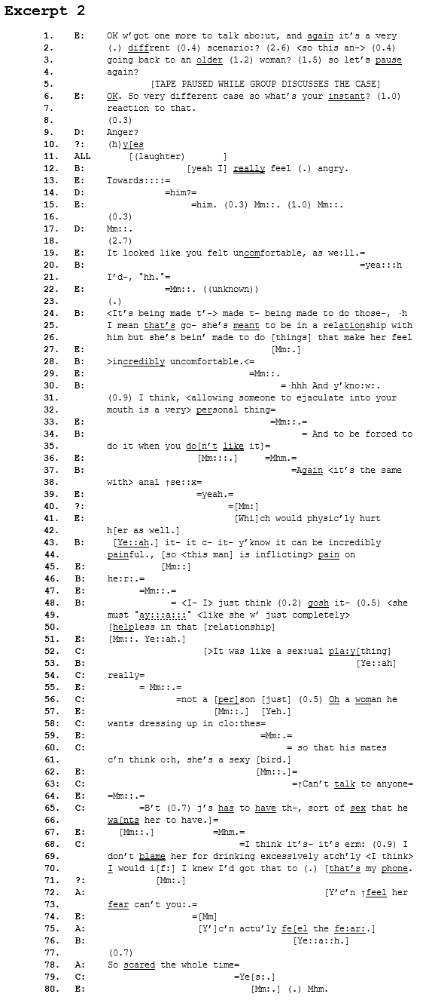 Excerpt 2
1. E: OK w'got one more to talk abo:ut, and again it's a very
2. (.) diffrent (0.4) scenario:? (2.6) <so this an-> (0.4)
3. going back to an older (1.2) woman? (1.5) so let's pause
4. again?
5. [TAPE PAUSED WHILE GROUP DISCUSSES THE CASE]
6. E: OK. So very different case so what's your instant? (1.0)
7. reaction to that.
8. (0.3)
9. D: Anger?
10. ?: (h)y[es
11. ALL [(laughter) ]
12. B: [yeah I] really feel (.) angry.
13. E: Towards::::=
14. D: =him?=
15. E: =him. (0.3) Mm::. (1.0) Mm::.
16. (0.3)
17. D: Mm::.
18. (2.7)
19. E: It looked like you felt uncomfortable, as we:ll.=
20. B: =yea:::h
21. I'd-, °hh.°=
22. E: =Mm::. ((unknown))
23. (.)
24. B: <It's being made t'-> made t- being made to do those-, ·h
25. I mean that's go- she's meant to be in a relationship with
26. him but she's bein' made to do [things] that make her feel
27. E: [Mm:.]
28. B: >incredibly uncomfortable.<=
29. E: =Mm::.
30. B: =·hhh And y'kno:w:.
31. (0.9) I think, <allowing someone to ejaculate into your
32. mouth is a very> personal thing=
33. E: =Mm::.=
34. B: = And to be forced to
35. do it when you do[n't like it]=
36. E: [Mm:::.] =Mhm.=
37. B: =Again <it's the same
38. with> anal ↑se::x=
39. E: =yeah.=
40. ?: =[Mm:]
41. E: [Whi]ch would physic'ly hurt
42. h[er as well.]
43. B: [Ye::ah.] it- it c- it- y'know it can be incredibly
44. painful., [so <this man] is inflicting> pain on
45. E: [Mm::]
46. B: he:r:.=
47. E: =Mm::.=
48. B: = <I- I> just think (0.2) gosh it- (0.5) <she
49. must °ay:::a:::° <like she w' just completely>
50. [helpless in that [relationship]
51. E: [Mm::. Ye::ah.]
52. C: [>It was like a sex:ual pla:y[thing]
53. B: [Ye::ah]
54. C: really=
55. E: = Mm::.=
56. C: =not a [per]son [just] (0.5) Oh a woman he
57. E: [Mm::.] [Yeh.]
58: C: wants dressing up in clo:thes=
59. E: =Mm:.=
60. C: = so that his mates
61. c'n think o:h, she's a sexy [bird.]
62. E: [Mm::.]=
63: C: =↑Can't talk to anyone=
64. E: =Mm::.=
65. C: =B't (0.7) j's has to have th-, sort of sex that he
66. wa[nts her to have.]=
67. E: [Mm::.] =Mhm.=
68. C: =I think it's- it's erm: (0.9) I
69. don't blame her for drinking excessively atch'ly <I think>
70. I would i[f:] I knew I'd got that to (.) [that's my phone.
71. ?: [Mm:.]
72. A: [Y'c'n ↑feel her
73. fear can't you:.=
74. E: =[Mm]
75. A: [Y']c'n actu'ly fe[el the fe:ar:.]
76. B: [Ye::a::h.]
77. (0.7)
78. A: So scared the whole time=
79. C: =Ye[s:.]
80. E: [Mm:.] (.) Mhm.